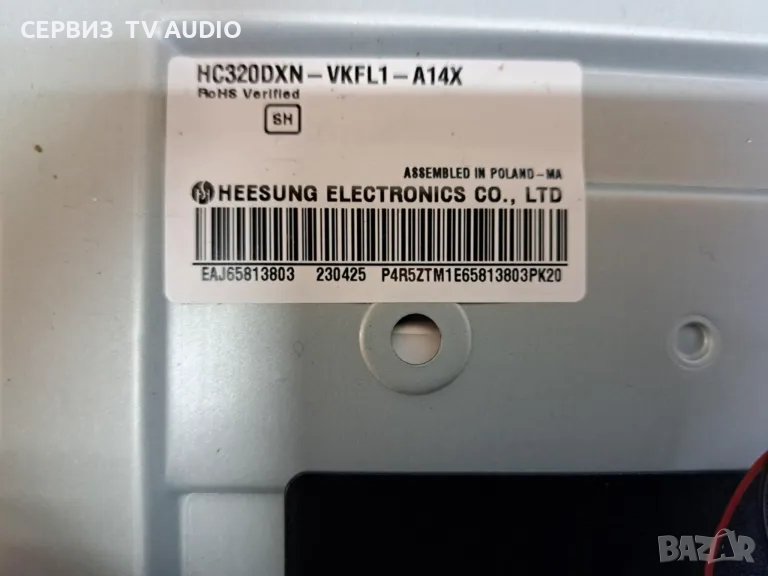 СЕРВИЗ TV AUDIO
HC320DXN-VKFL1-A14X
RoHS Verified
SH
ASSEMBLED IN POLAND-MA
HEESUNG ELECTRONICS CO., LTD
EAJ65813803 230425 P4R5ZTM1E65813803PK20
BAZAR